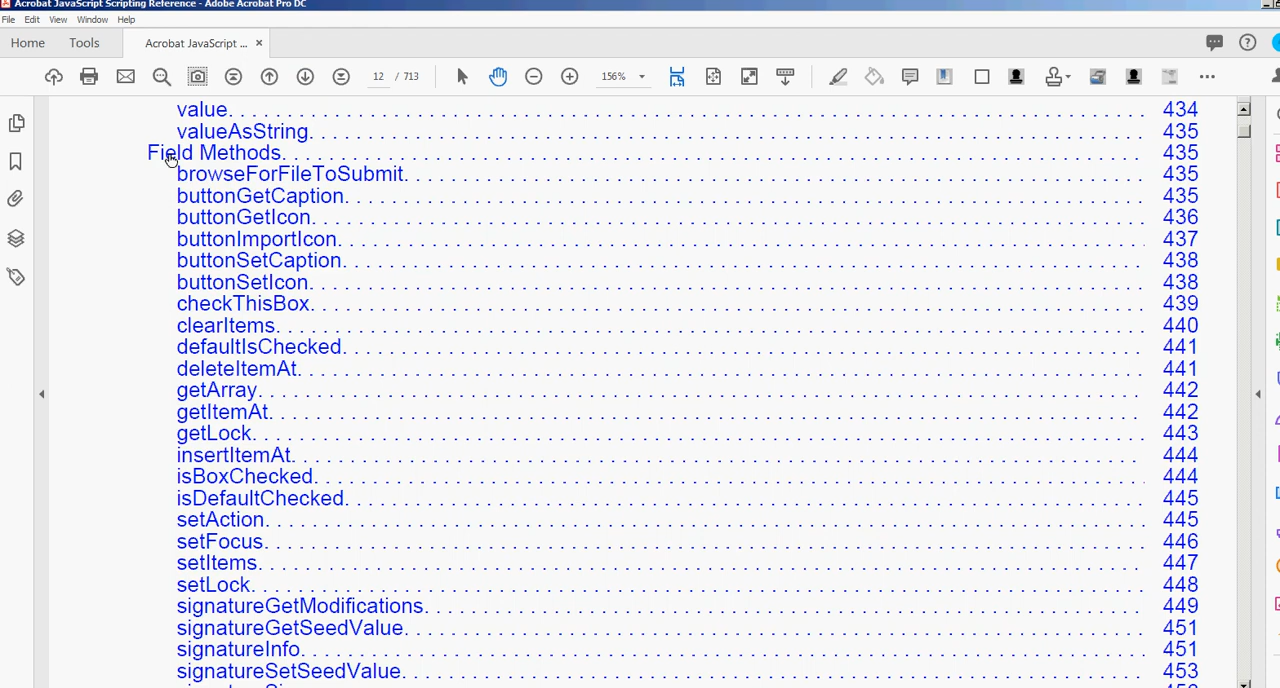 Acrobat JavaScript Scripting Reference - Adobe Acrobat Pro DC
File Edit View Window Help
Home Tools Acrobat JavaScript ... ×
12 / 713 156%
value. 434
valueAsString. 435
Field Methods. 435
browseForFileToSubmit. 435
buttonGetCaption. 435
buttonGetIcon. 436
buttonImportIcon. 437
buttonSetCaption. 438
buttonSetIcon. 438
checkThisBox. 439
clearItems. 440
defaultIsChecked. 441
deleteItemAt. 441
getArray. 442
getItemAt. 442
getLock. 443
insertItemAt. 444
isBoxChecked. 444
isDefaultChecked. 445
setAction. 445
setFocus. 446
setItems. 447
setLock. 448
signatureGetModifications. 449
signatureGetSeedValue. 451
signatureInfo. 451
signatureSetSeedValue. 453